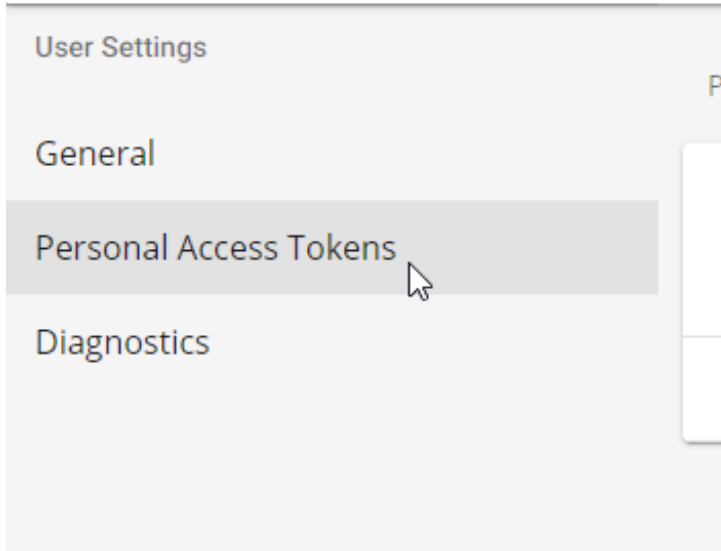 User Settings
P
General
Personal Access Tokens
Diagnostics